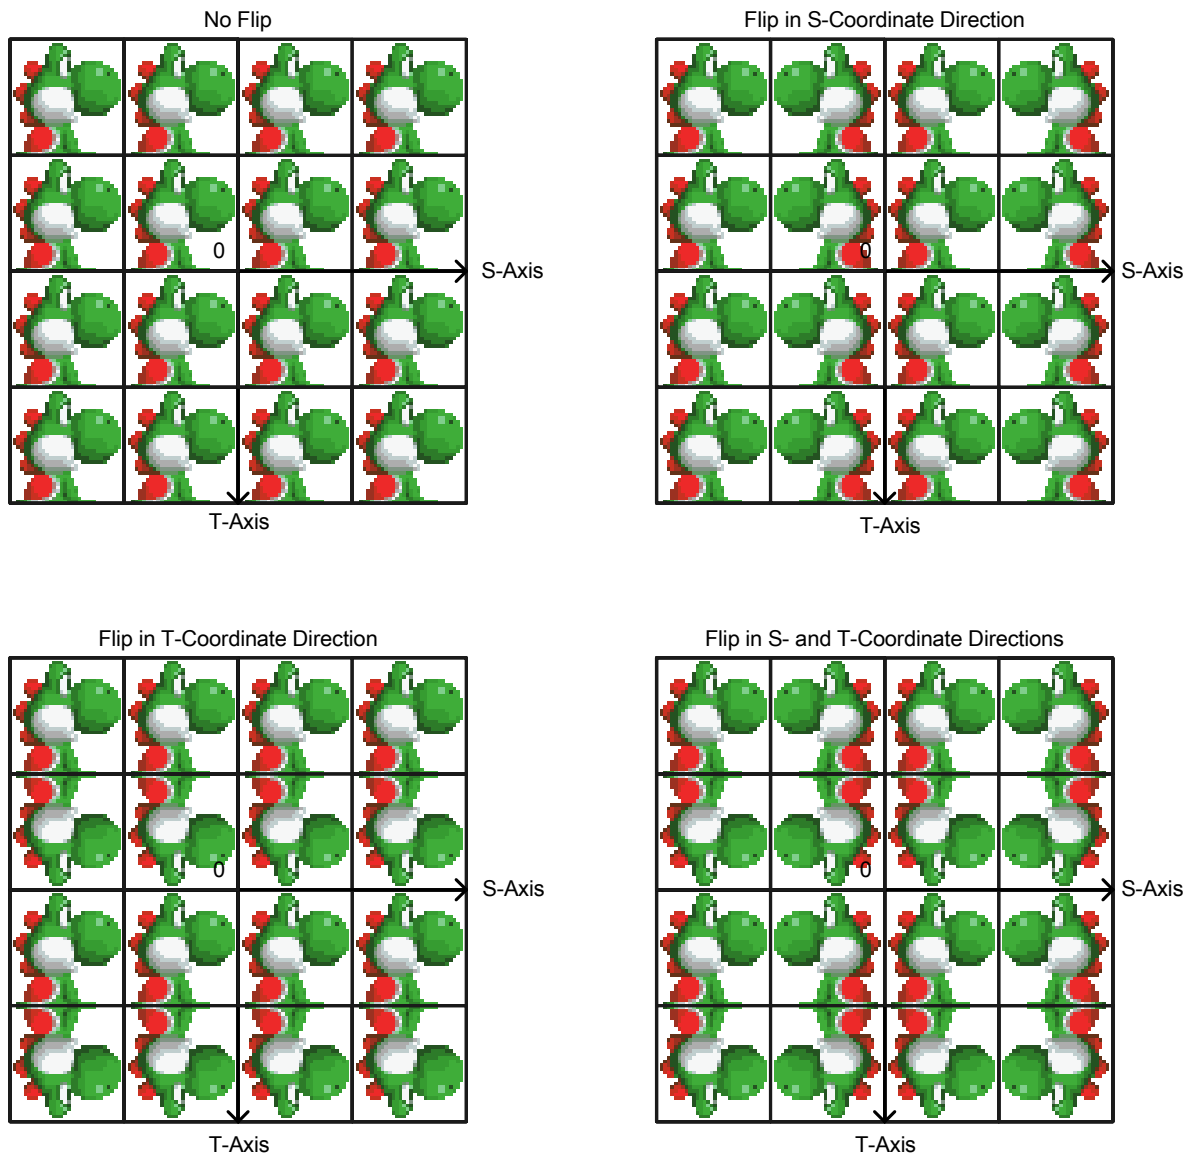 No Flip
Flip in S-Coordinate Direction
0
S-Axis
0
S-Axis
T-Axis
T-Axis
Flip in T-Coordinate Direction
Flip in S- and T-Coordinate Directions
0
S-Axis
0
S-Axis
T-Axis
T-Axis